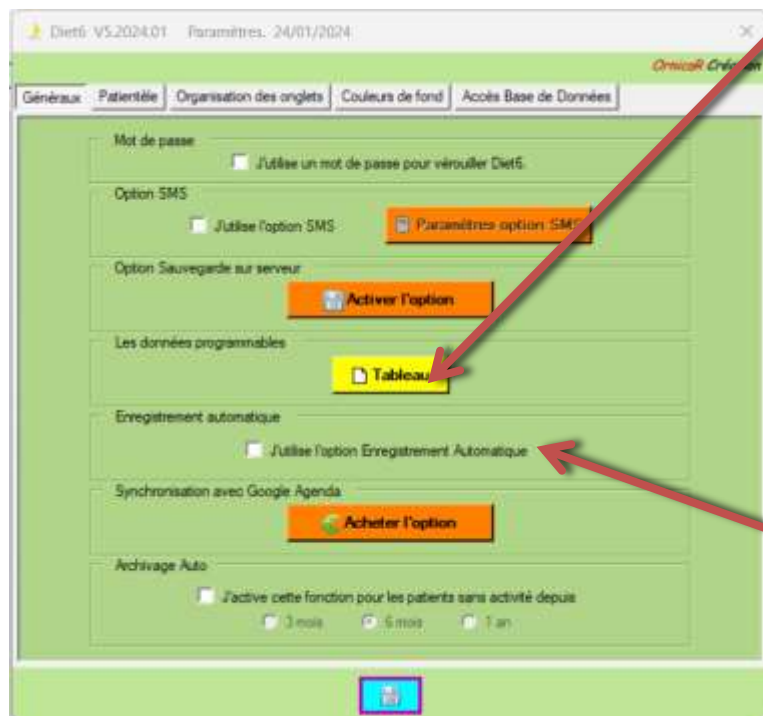 Diet6 V5.2024.01 Paramètres. 24/01/2024
OrnicaR Création
Généraux Patientèle Organisation des onglets Couleurs de fond Accès Base de Données
Mot de passe
J'utilise un mot de passe pour vérouiller Diet6.
Option SMS
J'utilise l'option SMS Paramètres option SMS
Option Sauvegarde sur serveur
Activer l'option
Les données programmables
Tableau
Enregistrement automatique
J'utilise l'option Enregistrement Automatique
Synchronisation avec Google Agenda
Acheter l'option
Archivage Auto
J'active cette fonction pour les patients sans activité depuis
3 mois 6 mois 1 an